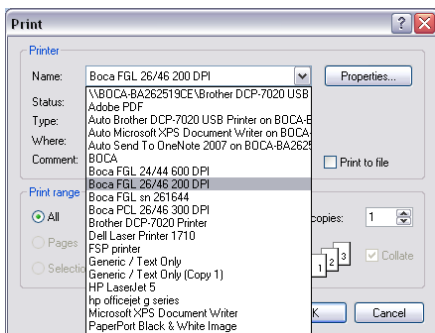 Print
Printer
Name:
Boca FGL 26/46 200 DPI
Properties...
Status:
Type:
Where:
Comment:
\\BOCA-BA262519CE\Brother DCP-7020 USB
Adobe PDF
Auto Brother DCP-7020 USB Printer on BOCA-B
Auto Microsoft XPS Document Writer on BOCA-
Auto Send To OneNote 2007 on BOCA-BA262
BOCA
Boca FGL 24/44 600 DPI
Boca FGL 26/46 200 DPI
Boca FGL sn 261644
Boca PCL 26/46 300 DPI
Brother DCP-7020 Printer
Dell Laser Printer 1710
FSP printer
Generic / Text Only
Generic / Text Only (Copy 1)
HP LaserJet 5
hp officejet g series
Microsoft XPS Document Writer
PaperPort Black & White Image
Print to file
Print range
All
Pages
Selectio
copies:
1
1 2 3
Collate
K
Cancel